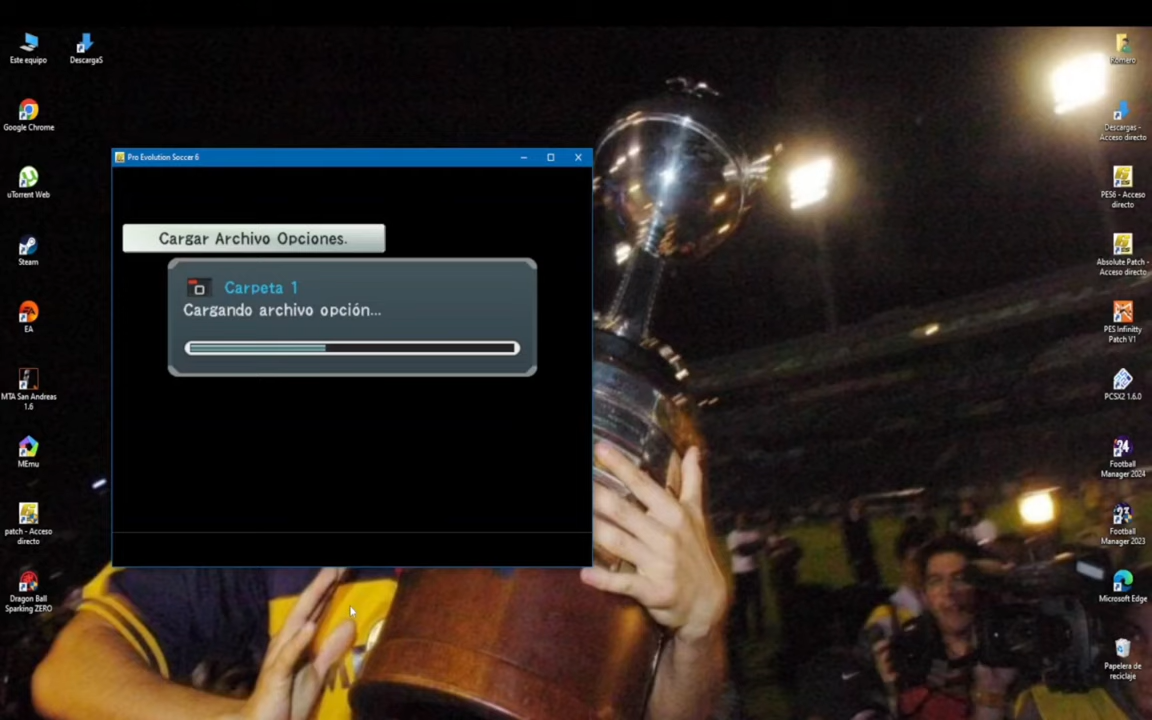 Este equipo
DescargaS
Google Chrome
uTorrent Web
Steam
EA
MTA San Andreas
1.6
MEmu
patch - Acceso
directo
Dragon Ball
Sparking ZERO
Pro Evolution Soccer 6
Cargar Archivo Opciones.
Carpeta 1
Cargando archivo opción...
Romero
Descargas -
Acceso directo
PES6 - Acceso
directo
Absolute Patch -
Acceso directo
PES Infinitty
Patch V1
PCSX2 1.6.0
24
Football
Manager 2024
23
Football
Manager 2023
Microsoft Edge
Papelera de
reciclaje